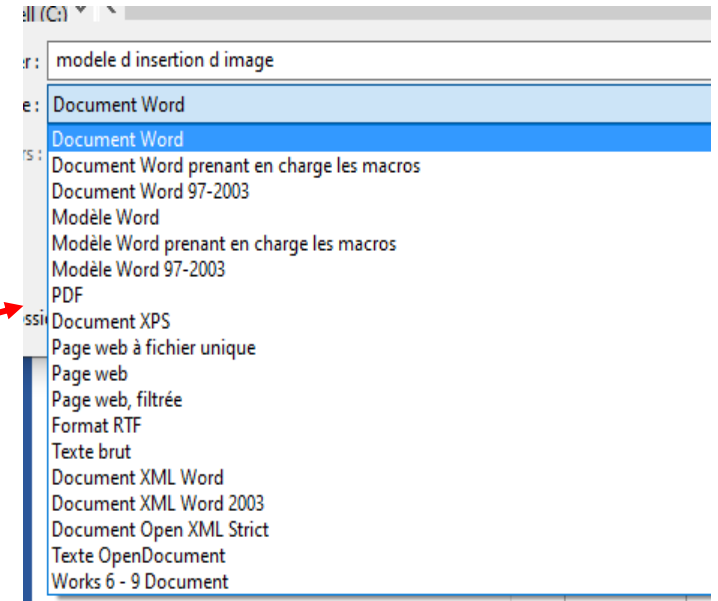 ell (C:)
er : modele d insertion d image
e : Document Word
Document Word
rs :
Document Word prenant en charge les macros
Document Word 97-2003
Modèle Word
Modèle Word prenant en charge les macros
Modèle Word 97-2003
PDF
ssi Document XPS
Page web à fichier unique
Page web
Page web, filtrée
Format RTF
Texte brut
Document XML Word
Document XML Word 2003
Document Open XML Strict
Texte OpenDocument
Works 6 - 9 Document